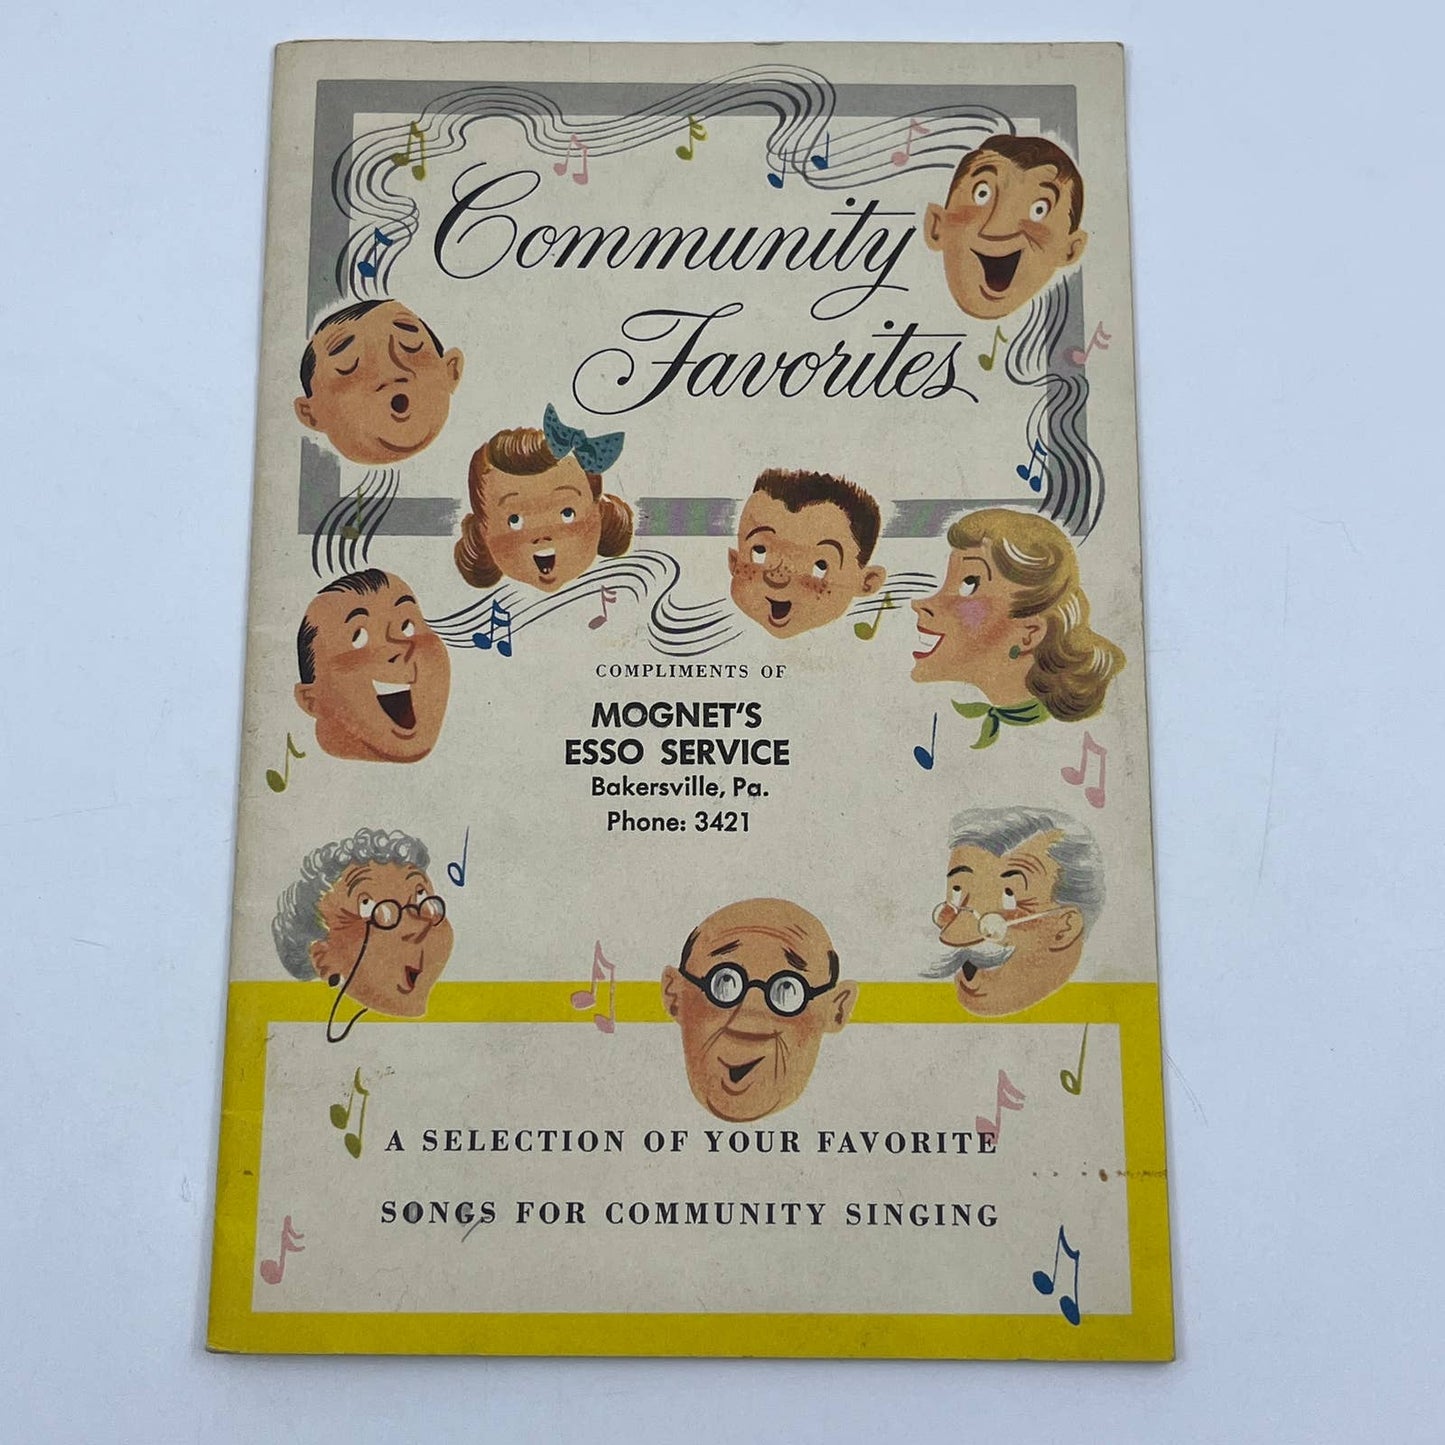 Community
Favorites
COMPLIMENTS OF
MOGNET'S
ESSO SERVICE
Bakersville, Pa.
Phone: 3421
A SELECTION OF YOUR FAVORITE
SONGS FOR COMMUNITY SINGING